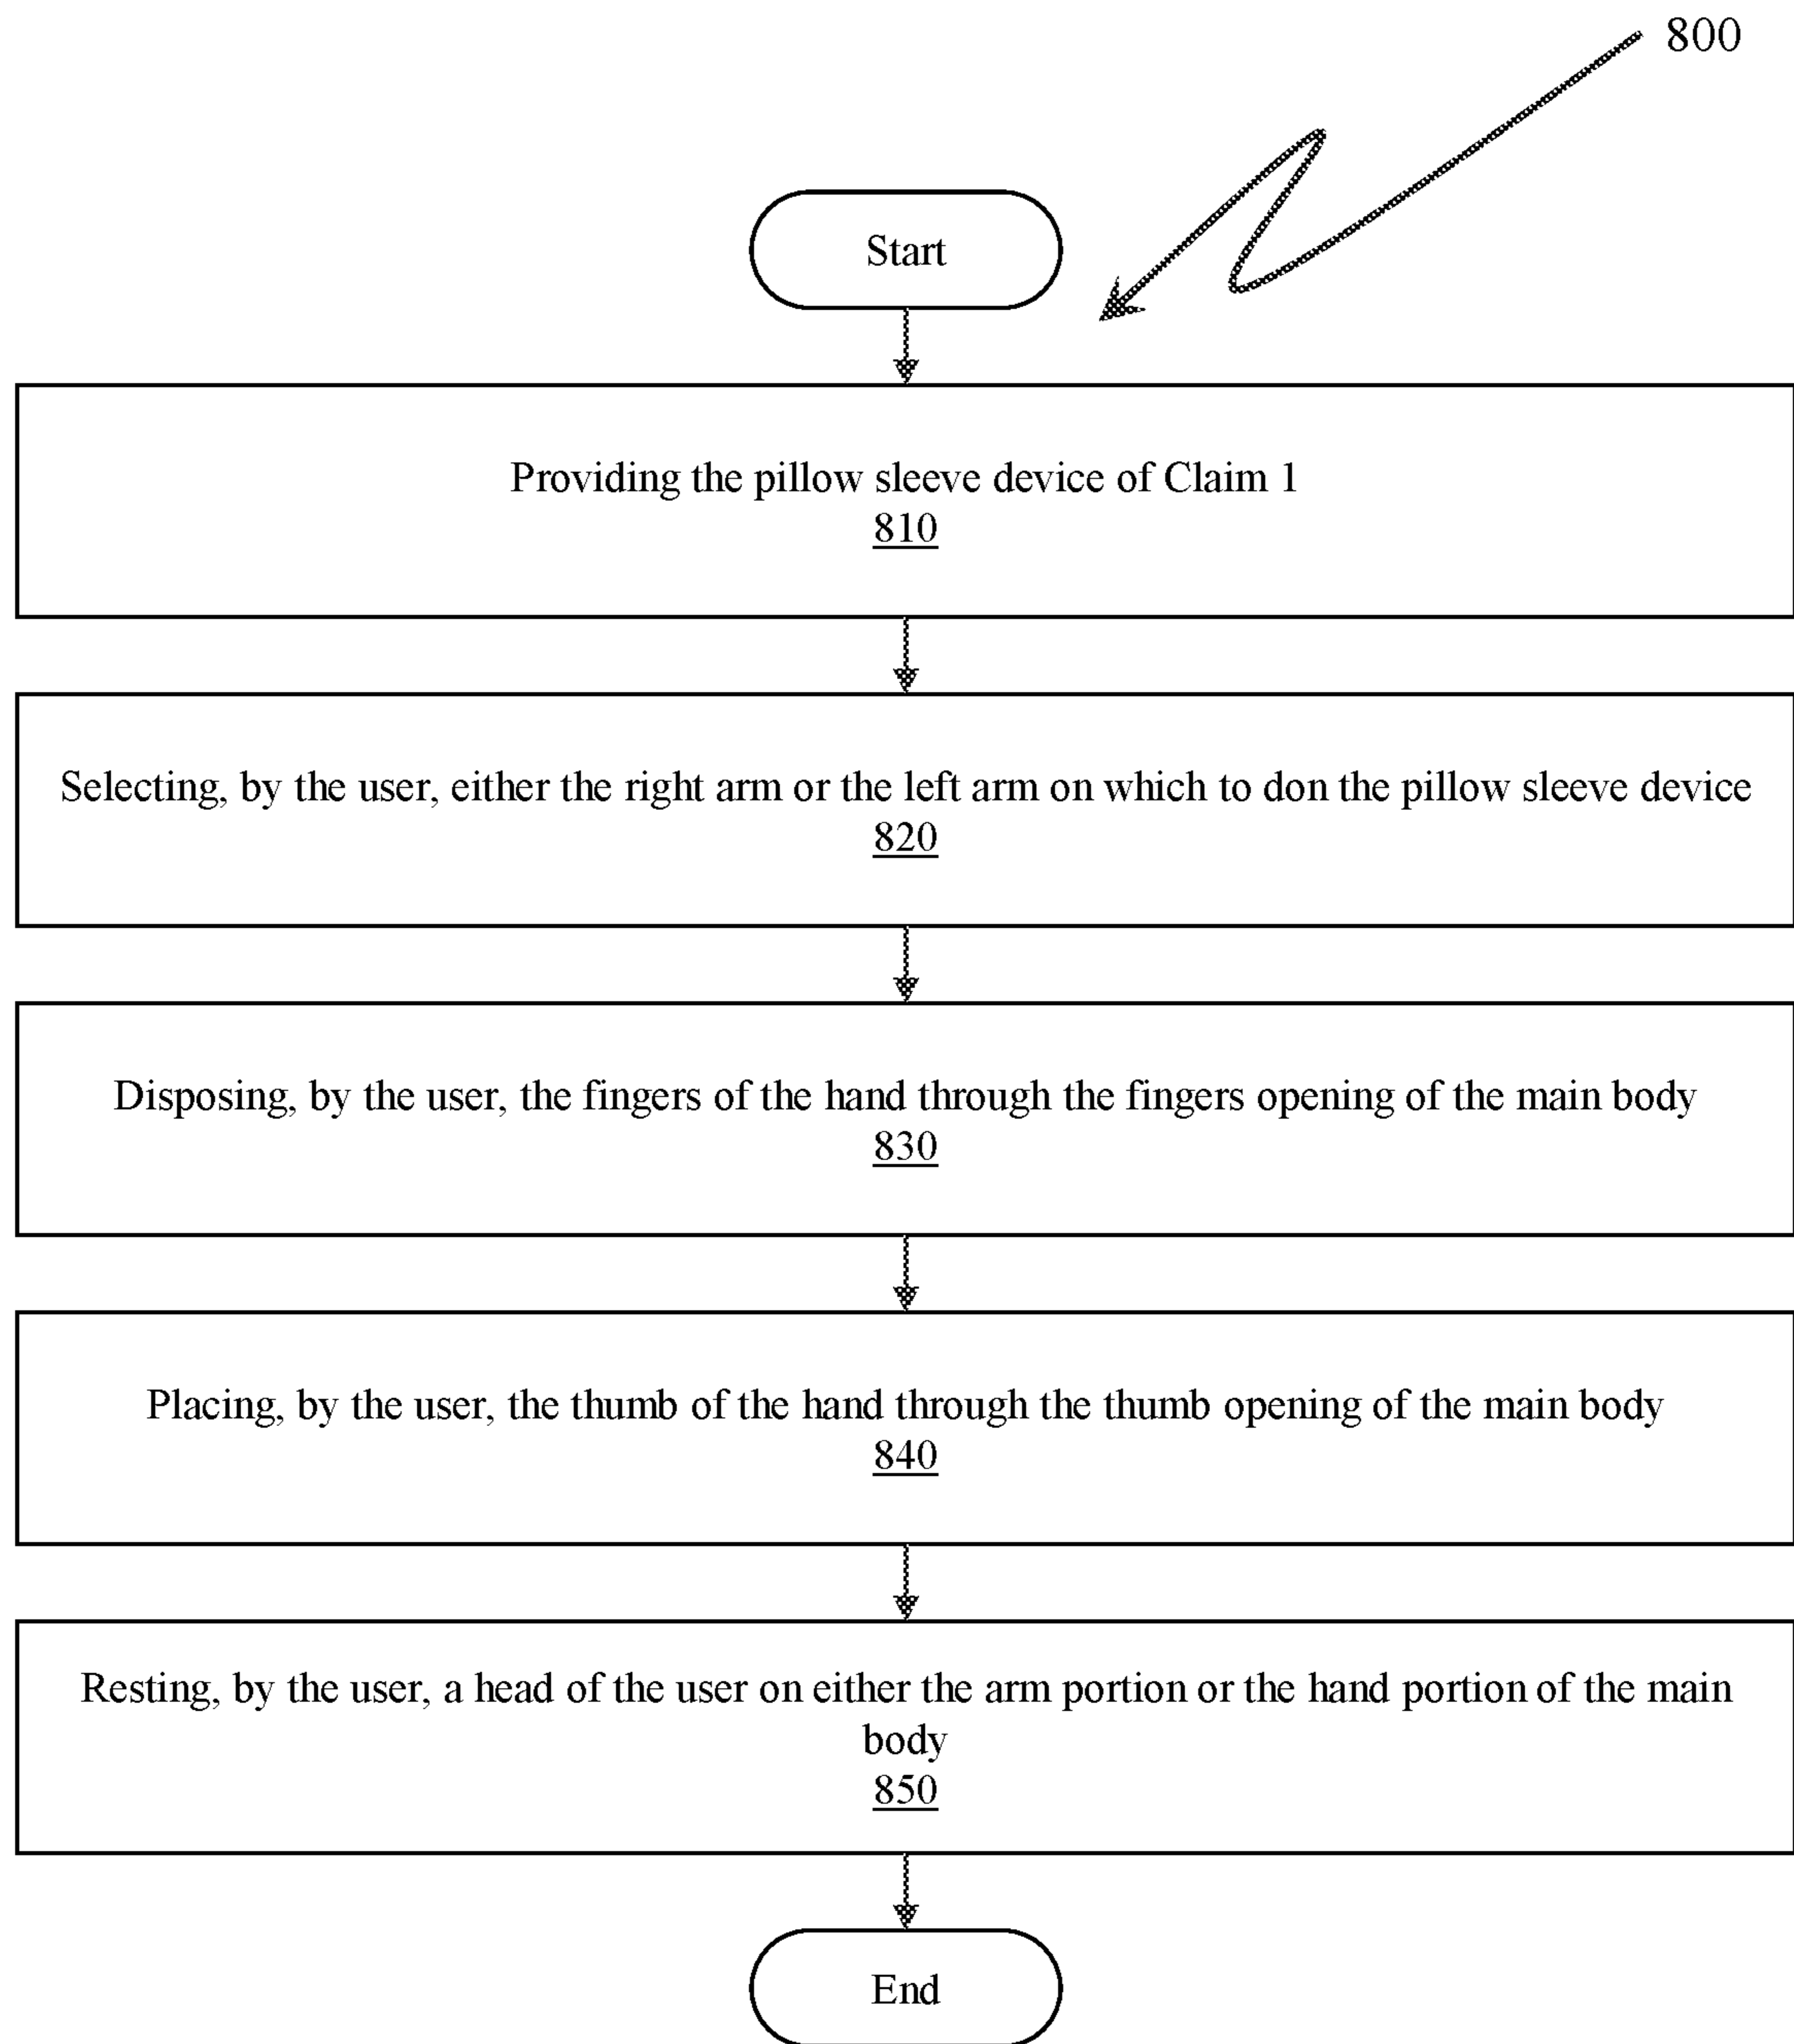 800
Start
Providing the pillow sleeve device of Claim 1
810
Selecting, by the user, either the right arm or the left arm on which to don the pillow sleeve device
820
Disposing, by the user, the fingers of the hand through the fingers opening of the main body
830
Placing, by the user, the thumb of the hand through the thumb opening of the main body
840
Resting, by the user, a head of the user on either the arm portion or the hand portion of the main
body
850
End